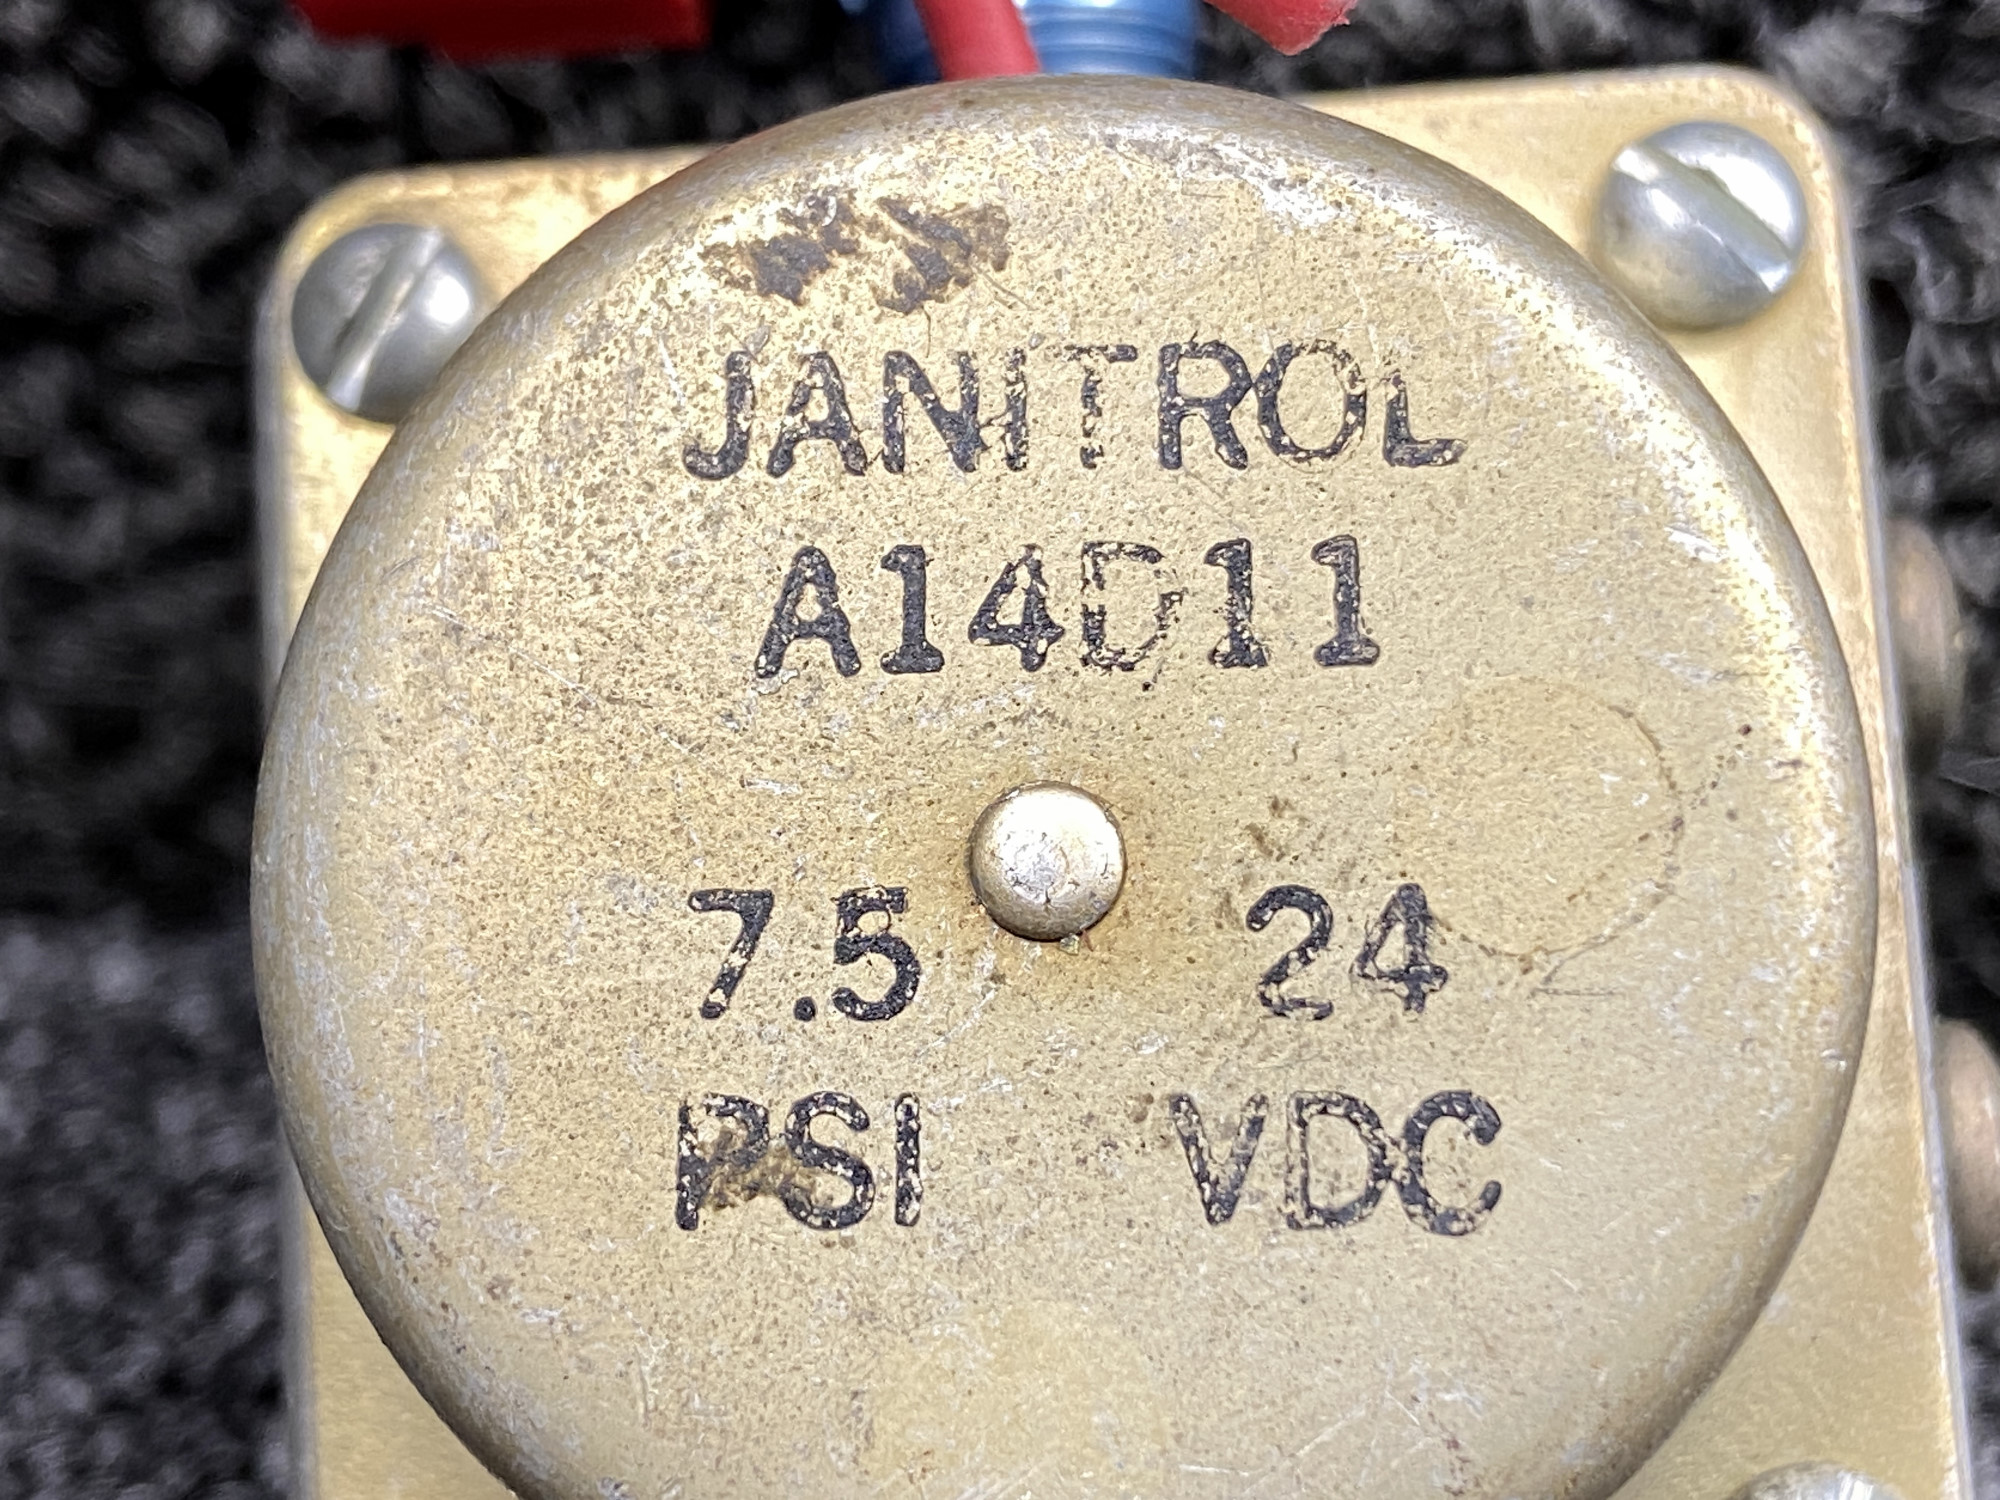 JANITROL
A14D11
7.5 24
PSI VDC